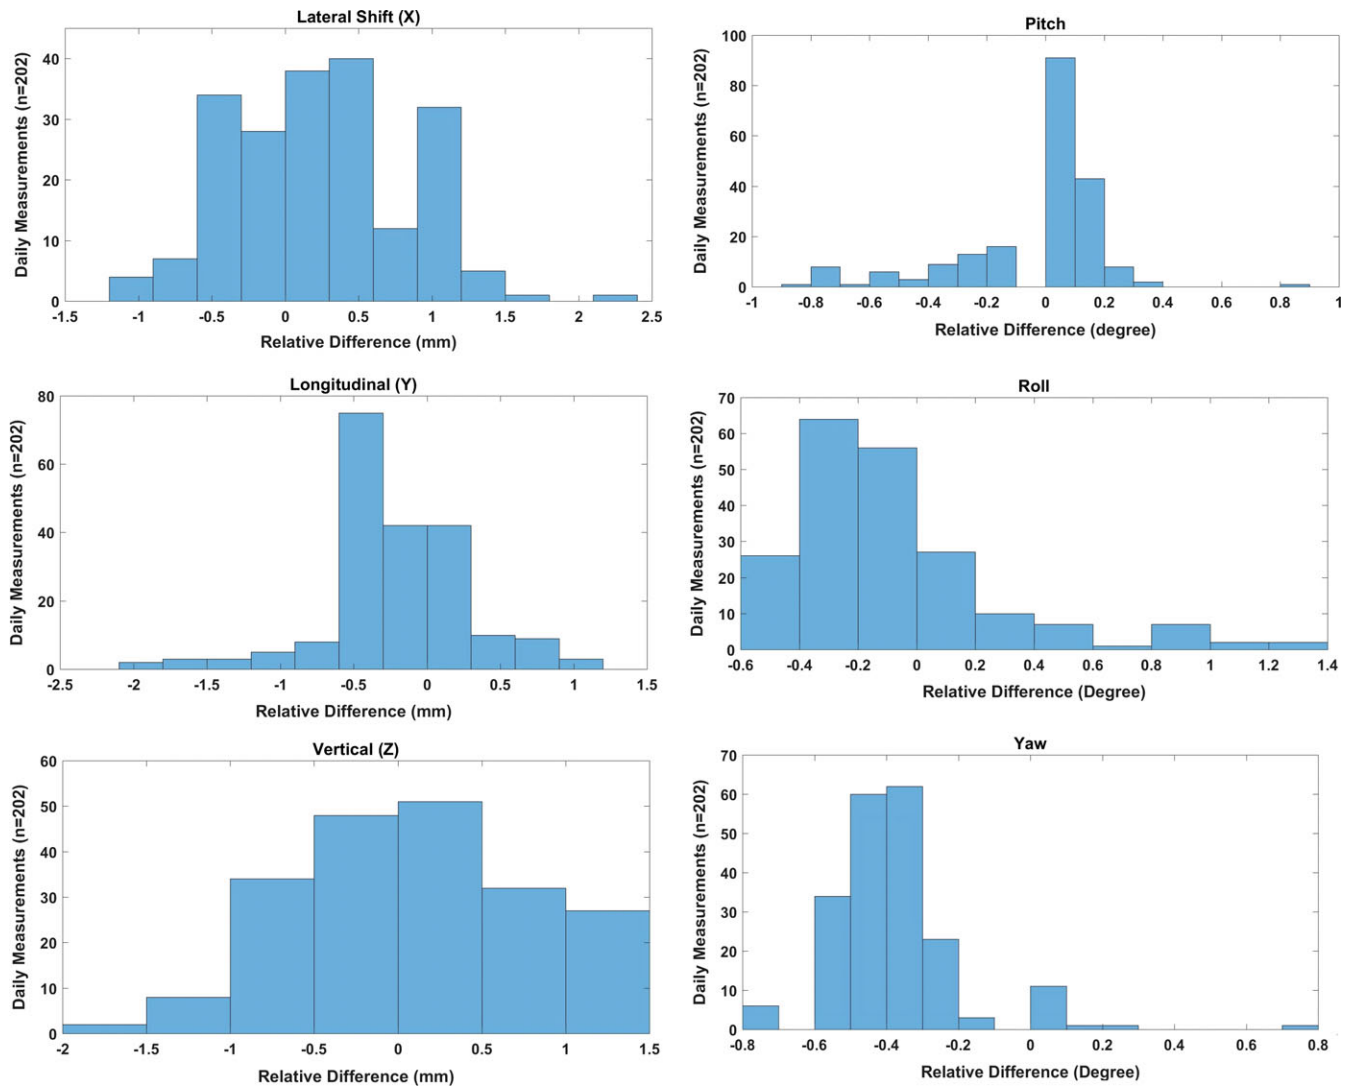 Lateral Shift (X)
Daily Measurements (n=202)
40
30
20
10
0
-1.5 -1 -0.5 0 0.5 1 1.5 2 2.5
Relative Difference (mm)
Pitch
Daily Measurements (n=202)
100
80
60
40
20
0
-1 -0.8 -0.6 -0.4 -0.2 0 0.2 0.4 0.6 0.8 1
Relative Difference (degree)
Longitudinal (Y)
Daily Measurements (n=202)
80
60
40
20
0
-2.5 -2 -1.5 -1 -0.5 0 0.5 1 1.5
Relative Difference (mm)
Roll
Daily Measurements (n=202)
70
60
50
40
30
20
10
0
-0.6 -0.4 -0.2 0 0.2 0.4 0.6 0.8 1 1.2 1.4
Relative Difference (Degree)
Vertical (Z)
Daily Measurements (n=202)
60
50
40
30
20
10
0
-2 -1.5 -1 -0.5 0 0.5 1 1.5
Relative Difference (mm)
Yaw
Daily Measurements (n=202)
70
60
50
40
30
20
10
0
-0.8 -0.6 -0.4 -0.2 0 0.2 0.4 0.6 0.8
Relative Difference (Degree)